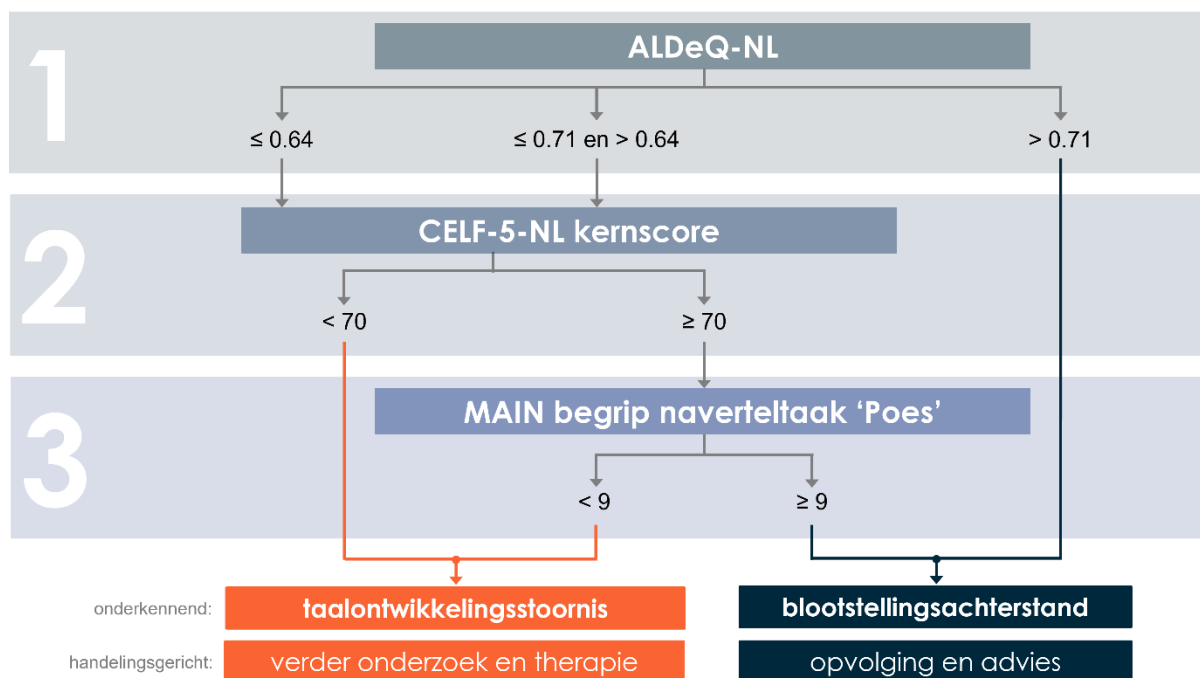 1
ALDeQ-NL
≤ 0.64
≤ 0.71 en > 0.64
> 0.71
2
CELF-5-NL kernscore
< 70
≥ 70
3
MAIN begrip naverteltaak ‘Poes’
< 9
≥ 9
onderkennend:
taalontwikkelingsstoornis
blootstellingsachterstand
handelingsgericht:
verder onderzoek en therapie
opvolging en advies